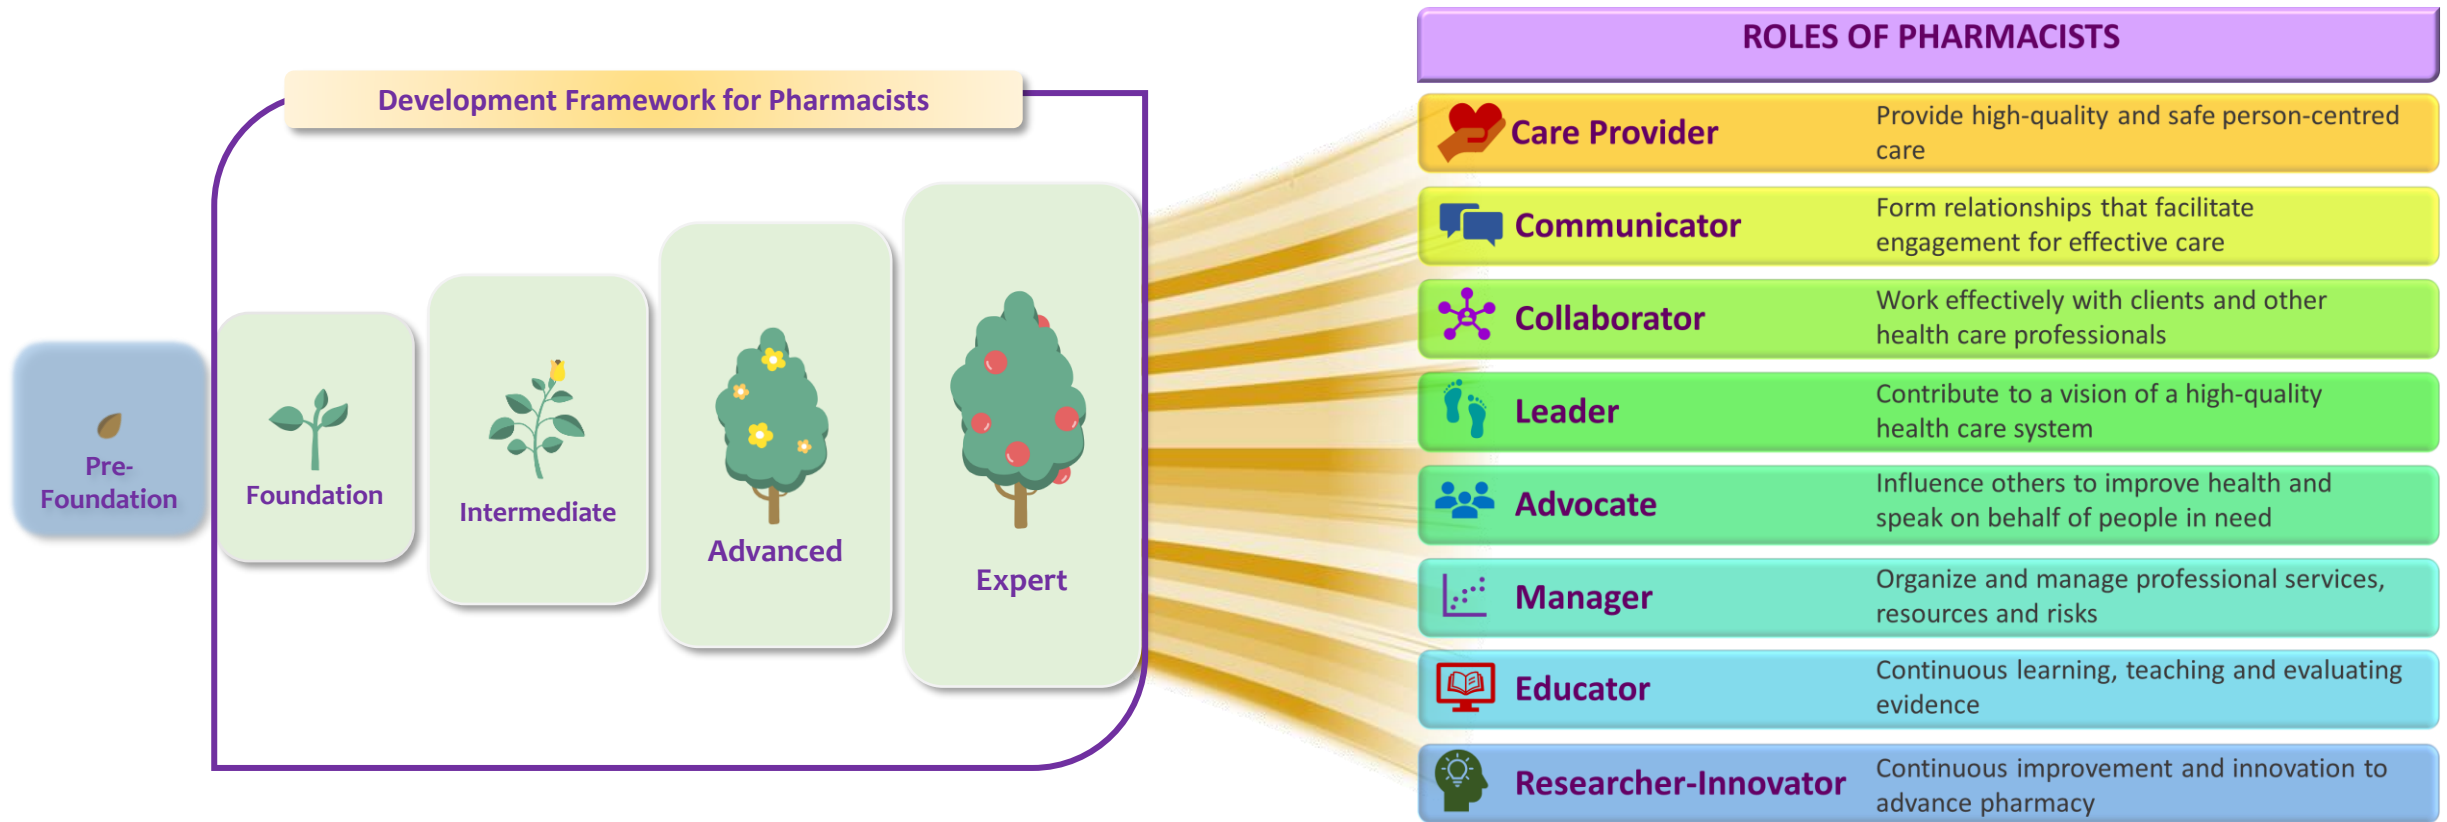 Development Framework for Pharmacists
Pre-
Foundation
Foundation
Intermediate
Advanced
Expert
ROLES OF PHARMACISTS
Care Provider
Provide high-quality and safe person-centred
care
Communicator
Form relationships that facilitate
engagement for effective care
Collaborator
Work effectively with clients and other
health care professionals
Leader
Contribute to a vision of a high-quality
health care system
Advocate
Influence others to improve health and
speak on behalf of people in need
Manager
Organize and manage professional services,
resources and risks
Educator
Continuous learning, teaching and evaluating
evidence
Researcher-Innovator
Continuous improvement and innovation to
advance pharmacy